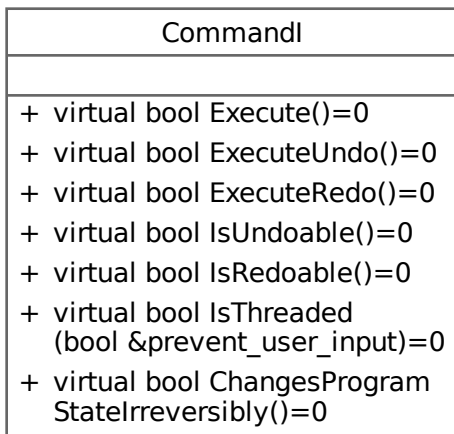 CommandI
+ virtual bool Execute()=0
+ virtual bool ExecuteUndo()=0
+ virtual bool ExecuteRedo()=0
+ virtual bool IsUndoable()=0
+ virtual bool IsRedoable()=0
+ virtual bool IsThreaded
(bool &prevent_user_input)=0
+ virtual bool ChangesProgram
StateIrreversibly()=0